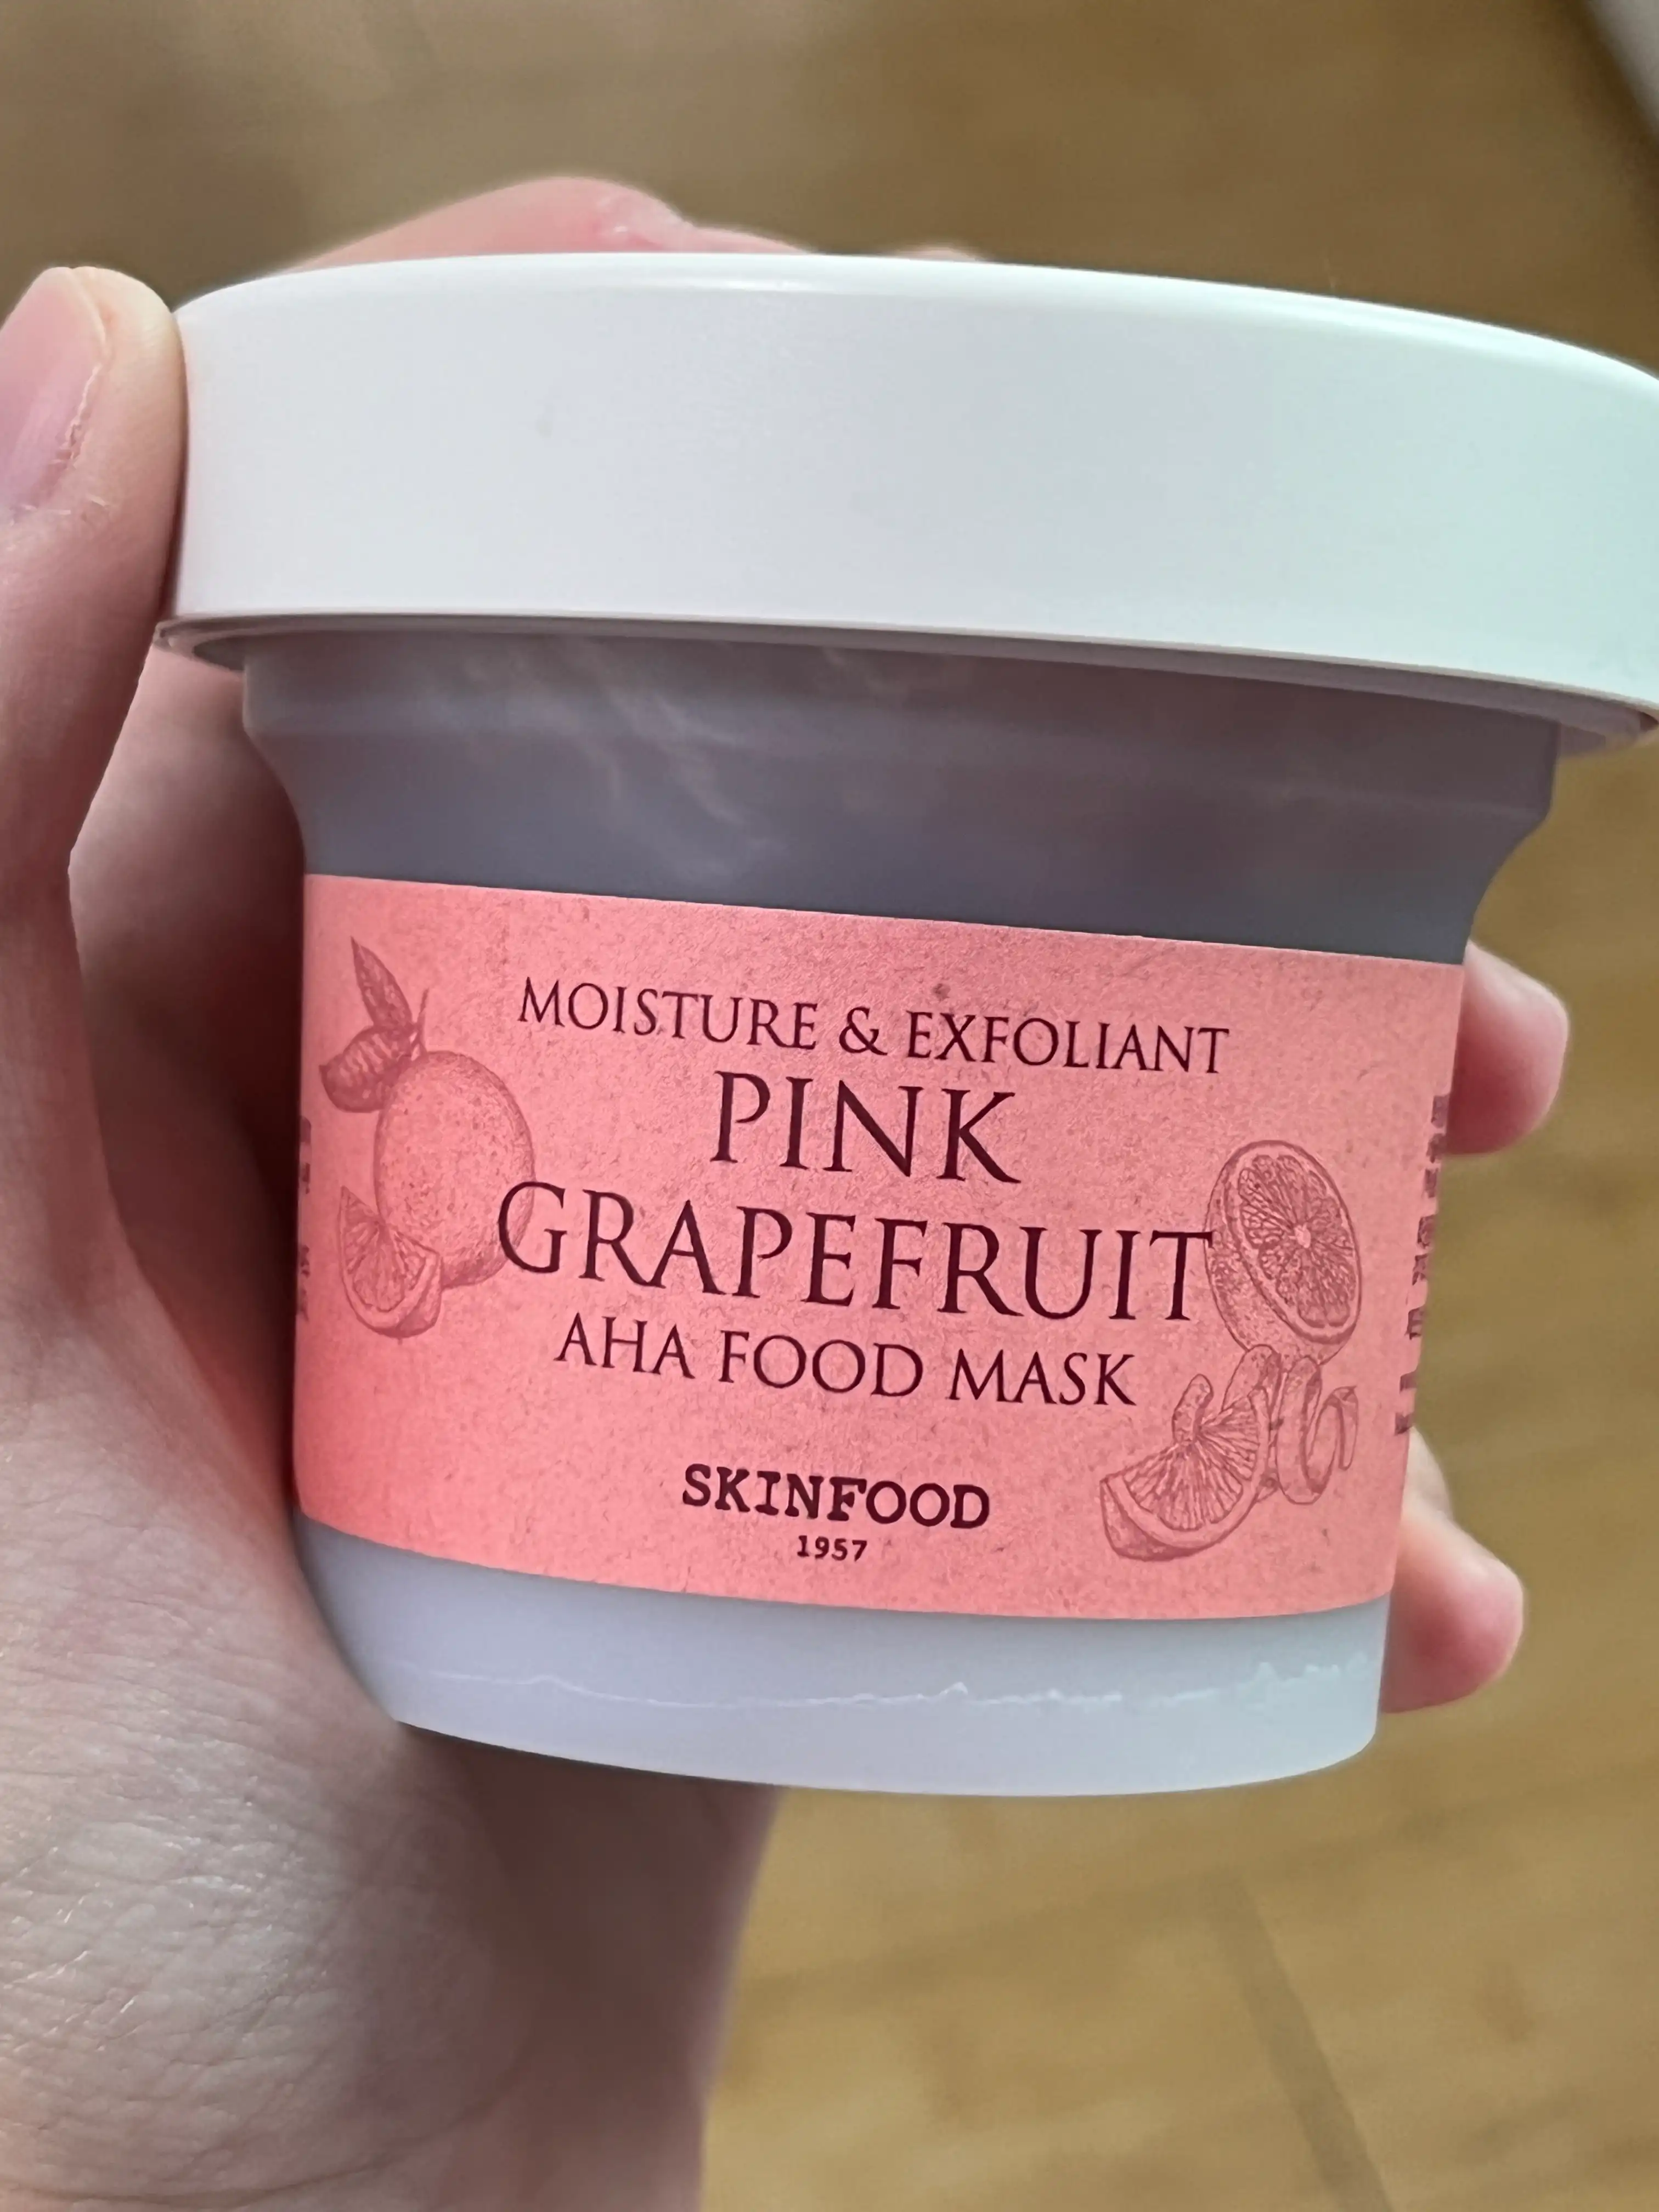 MOISTURE & EXFOLIANT
PINK
GRAPEFRUIT
AHA FOOD MASK
SKINFOOD
1957